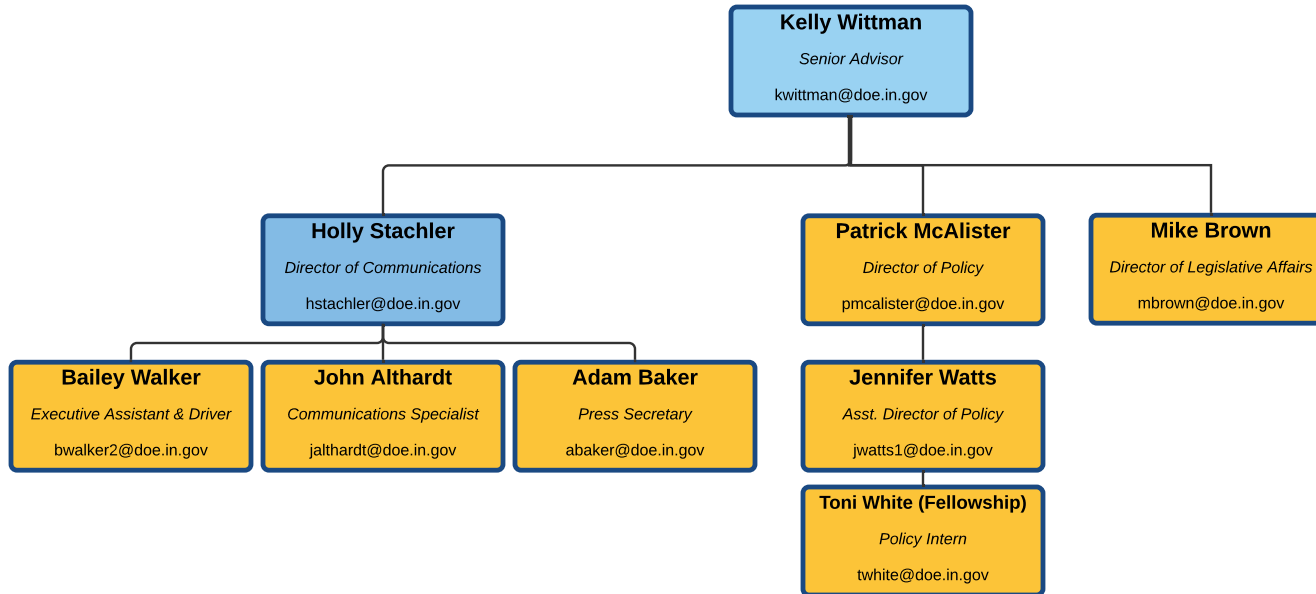 Kelly Wittman
Senior Advisor
kwittman@doe.in.gov
Holly Stachler
Director of Communications
hstachler@doe.in.gov
Patrick McAlister
Director of Policy
pmcalister@doe.in.gov
Mike Brown
Director of Legislative Affairs
mbrown@doe.in.gov
Bailey Walker
Executive Assistant & Driver
bwalker2@doe.in.gov
John Althardt
Communications Specialist
jalthardt@doe.in.gov
Adam Baker
Press Secretary
abaker@doe.in.gov
Jennifer Watts
Asst. Director of Policy
jwatts1@doe.in.gov
Toni White (Fellowship)
Policy Intern
twhite@doe.in.gov